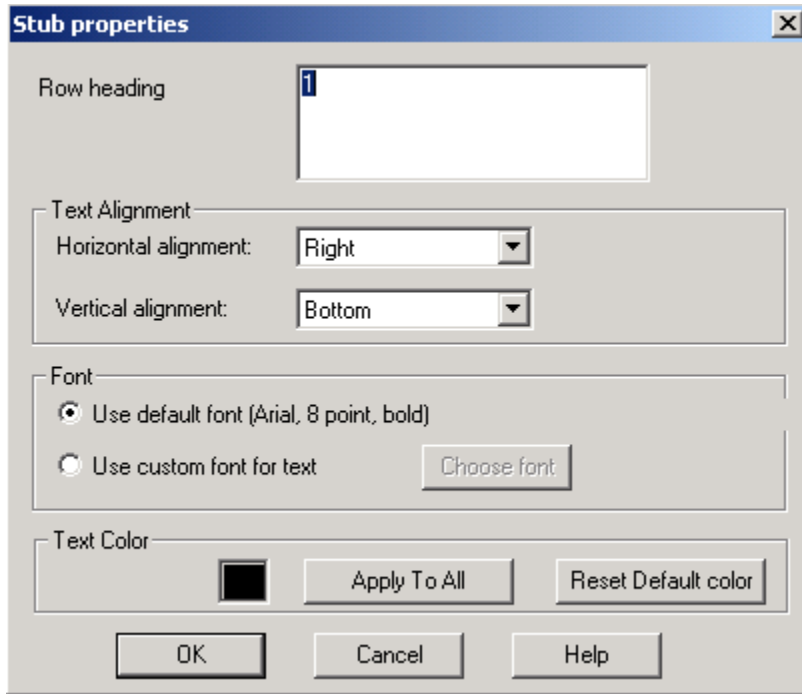 Stub properties
Row heading 1
Text Alignment
Horizontal alignment: Right
Vertical alignment: Bottom
Font
Use default font (Arial, 8 point, bold)
Use custom font for text Choose font
Text Color
Apply To All Reset Default color
OK Cancel Help